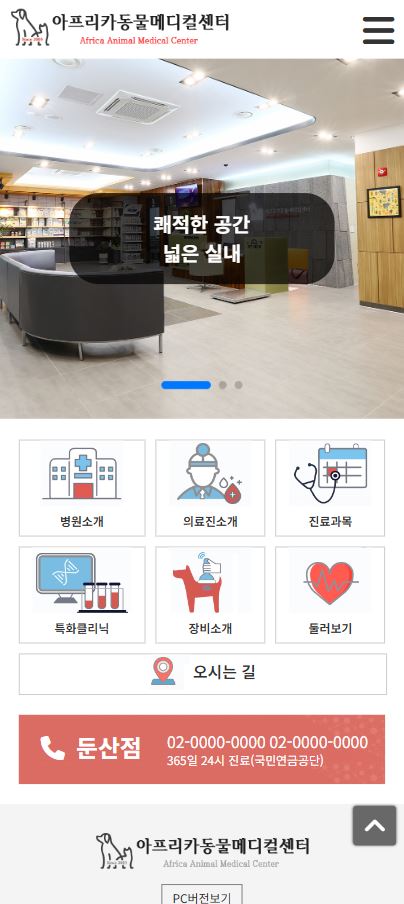 아프리카동물메디컬센터
Since 2005
Africa Animal Medical Center
쾌적한 공간
넓은 실내
병원소개
의료진소개
진료과목
특화클리닉
장비소개
둘러보기
오시는 길
둔산점
02-0000-0000 02-0000-0000
365일 24시 진료(국민연금공단)
아프리카동물메디컬센터
Since 2005
Africa Animal Medical Center
PC버전보기